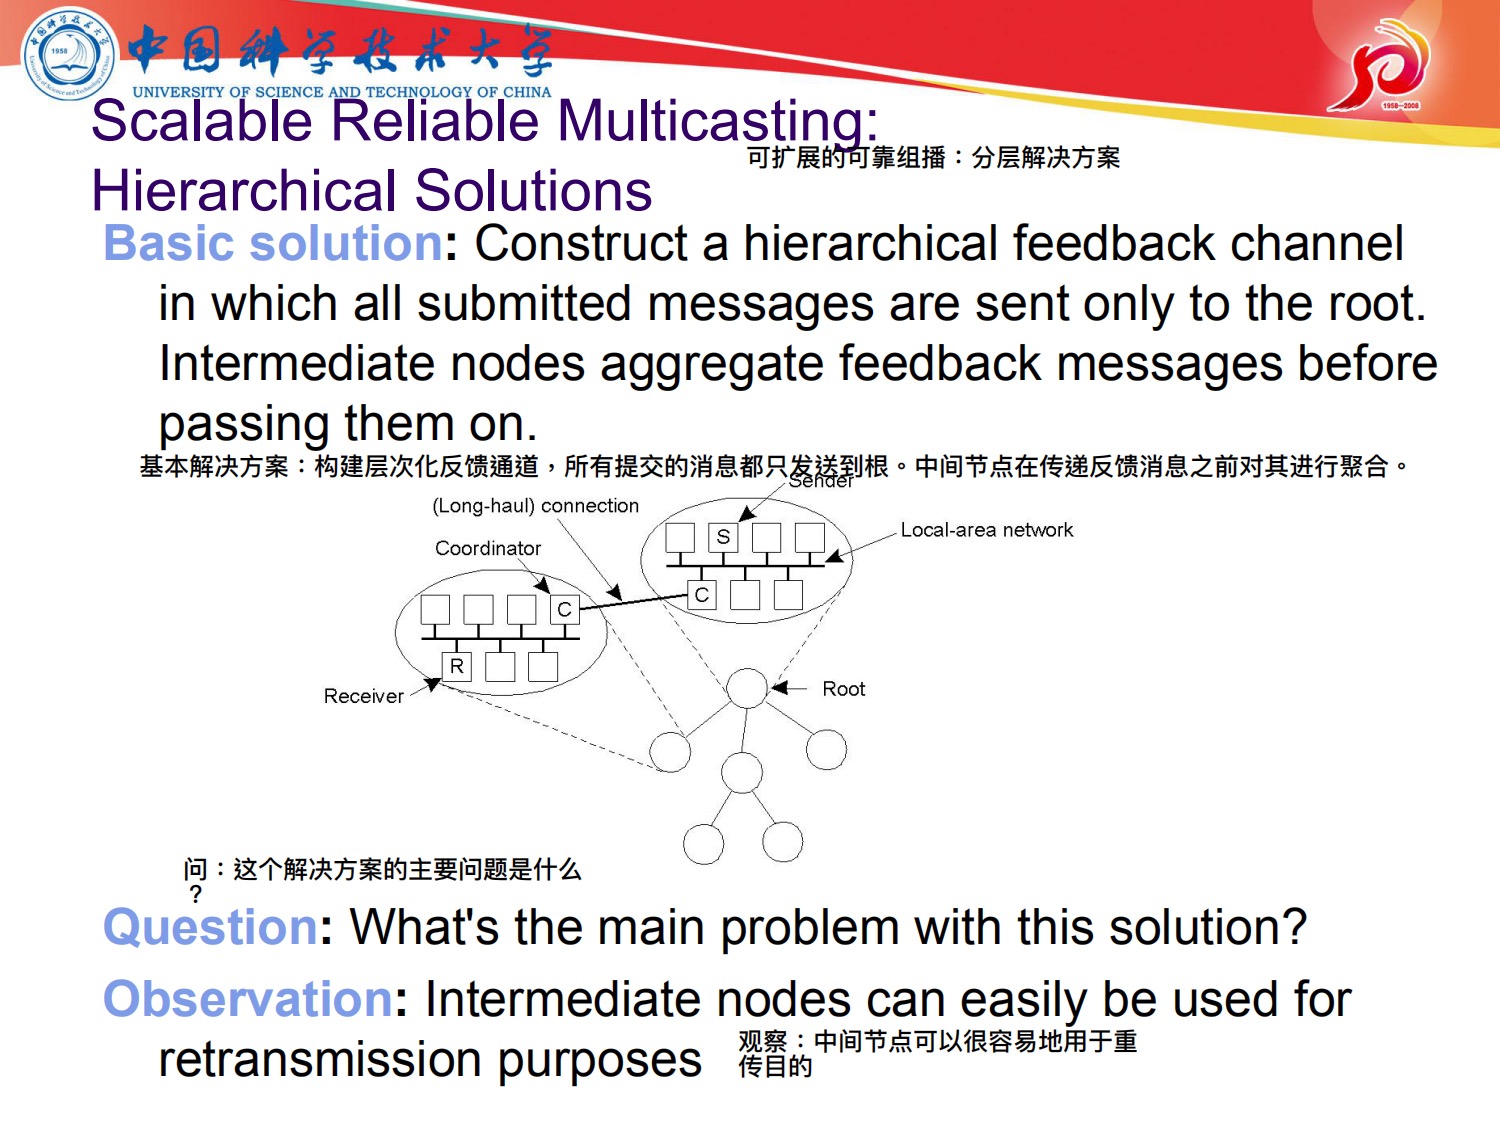 中国科学技术大学
UNIVERSITY OF SCIENCE AND TECHNOLOGY OF CHINA
1958
1958—2008
Scalable Reliable Multicasting:
Hierarchical Solutions
可扩展的可靠组播：分层解决方案
Basic solution: Construct a hierarchical feedback channel
in which all submitted messages are sent only to the root.
Intermediate nodes aggregate feedback messages before
passing them on.
基本解决方案：构建层次化反馈通道，所有提交的消息都只发送到根。中间节点在传递反馈消息之前对其进行聚合。
Sender
(Long-haul) connection
S
Local-area network
Coordinator
C
C
R
Receiver
Root
问：这个解决方案的主要问题是什么
？
Question: What's the main problem with this solution?
Observation: Intermediate nodes can easily be used for
retransmission purposes
观察：中间节点可以很容易地用于重
传目的